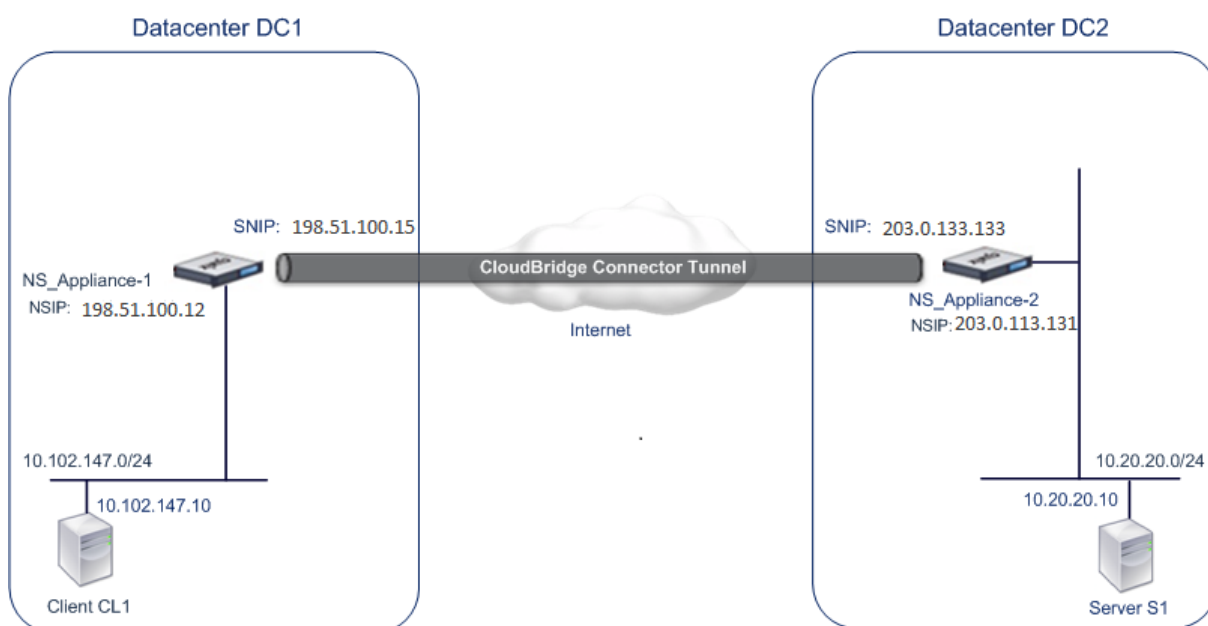 Datacenter DC1
Datacenter DC2
SNIP: 198.51.100.15
SNIP: 203.0.133.133
CloudBridge Connector Tunnel
NS_Appliance-1
NSIP: 198.51.100.12
NS_Appliance-2
NSIP: 203.0.113.131
Internet
10.102.147.0/24
10.20.20.0/24
10.102.147.10
10.20.20.10
Client CL1
Server S1